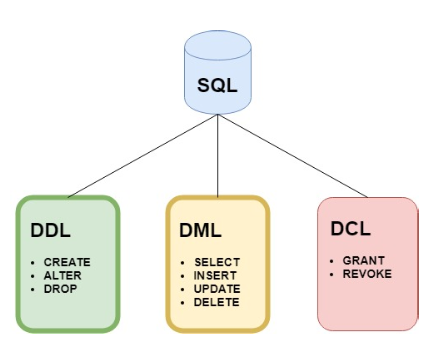 SQL
DDL
• CREATE
• ALTER
• DROP
DML
• SELECT
• INSERT
• UPDATE
• DELETE
DCL
• GRANT
• REVOKE